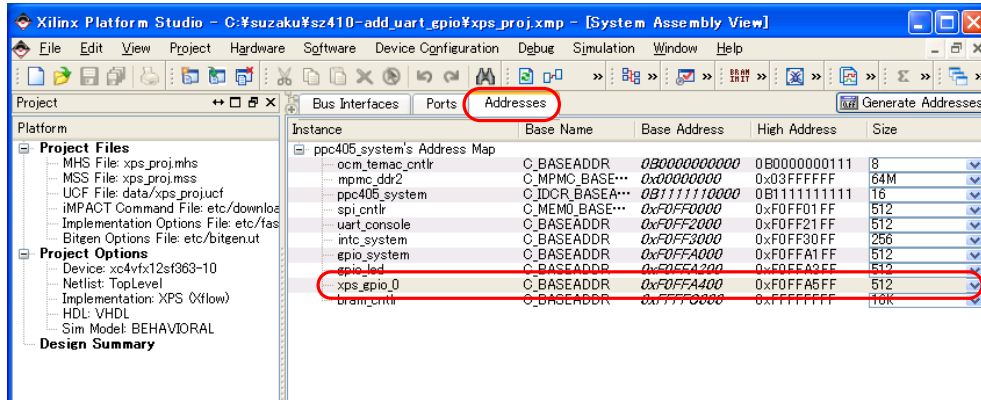 Xilinx Platform Studio - C:¥suzaku¥sz410-add_uart_gpio¥xps_proj.xmp - [System Assembly View]
File Edit View Project Hardware Software Device Configuration Debug Simulation Window Help
Project Bus Interfaces Ports Addresses Generate Addresses
Platform
Project Files
MHS File: xps_proj.mhs
MSS File: xps_proj.mss
UCF File: data/xps_proj.ucf
iMPACT Command File: etc/downloa
Implementation Options File: etc/fas
Bitgen Options File: etc/bitgen.ut
Project Options
Device: xc4vfx12sf363-10
Netlist: TopLevel
Implementation: XPS (Xflow)
HDL: VHDL
Sim Model: BEHAVIORAL
Design Summary
Instance Base Name Base Address High Address Size
ppc405_system's Address Map
ocm_temac_cntlr C_BASEADDR 0B0000000000 0B0000000111 8
mpmc_ddr2 C_MPMC_BASE… 0x00000000 0x03FFFFFF 64M
ppc405_system C_IDCR_BASEA… 0B1111110000 0B1111111111 16
spi_cntlr C_MEM0_BASE… 0xF0FF0000 0xF0FF01FF 512
uart_console C_BASEADDR 0xF0FF2000 0xF0FF21FF 512
intc_system C_BASEADDR 0xF0FF3000 0xF0FF30FF 256
gpio_system C_BASEADDR 0xF0FFA000 0xF0FFA1FF 512
gpio_led C_BASEADDR 0xF0FFA200 0xF0FFA3FF 512
xps_gpio_0 C_BASEADDR 0xF0FFA400 0xF0FFA5FF 512
bram_cntlr C_BASEADDR 0xFFFFC000 0xFFFFFFFF 16K